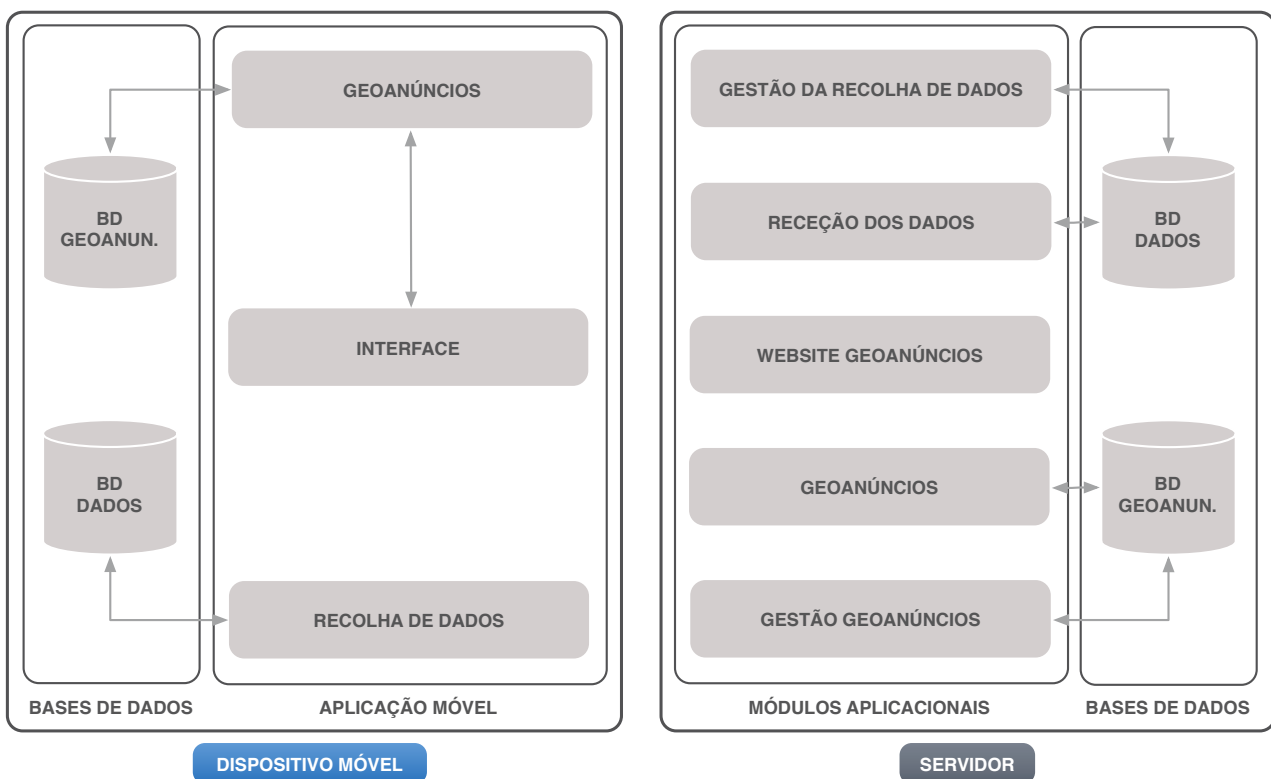 GEOANÚNCIOS
BD
GEOANUN.
INTERFACE
BD
DADOS
RECOLHA DE DADOS
BASES DE DADOS
APLICAÇÃO MÓVEL
DISPOSITIVO MÓVEL
GESTÃO DA RECOLHA DE DADOS
RECEÇÃO DOS DADOS
BD
DADOS
WEBSITE GEOANÚNCIOS
GEOANÚNCIOS
BD
GEOANUN.
GESTÃO GEOANÚNCIOS
MÓDULOS APLICACIONAIS
BASES DE DADOS
SERVIDOR